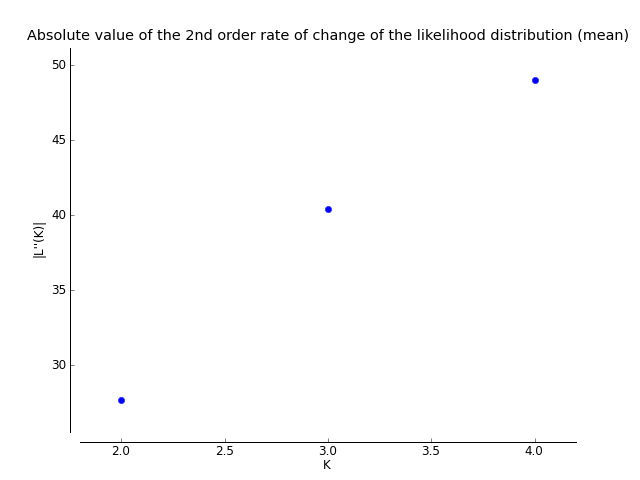 Absolute value of the 2nd order rate of change of the likelihood distribution (mean)
50
45
40
35
30
|L''(K)|
2.0 2.5 3.0 3.5 4.0
K